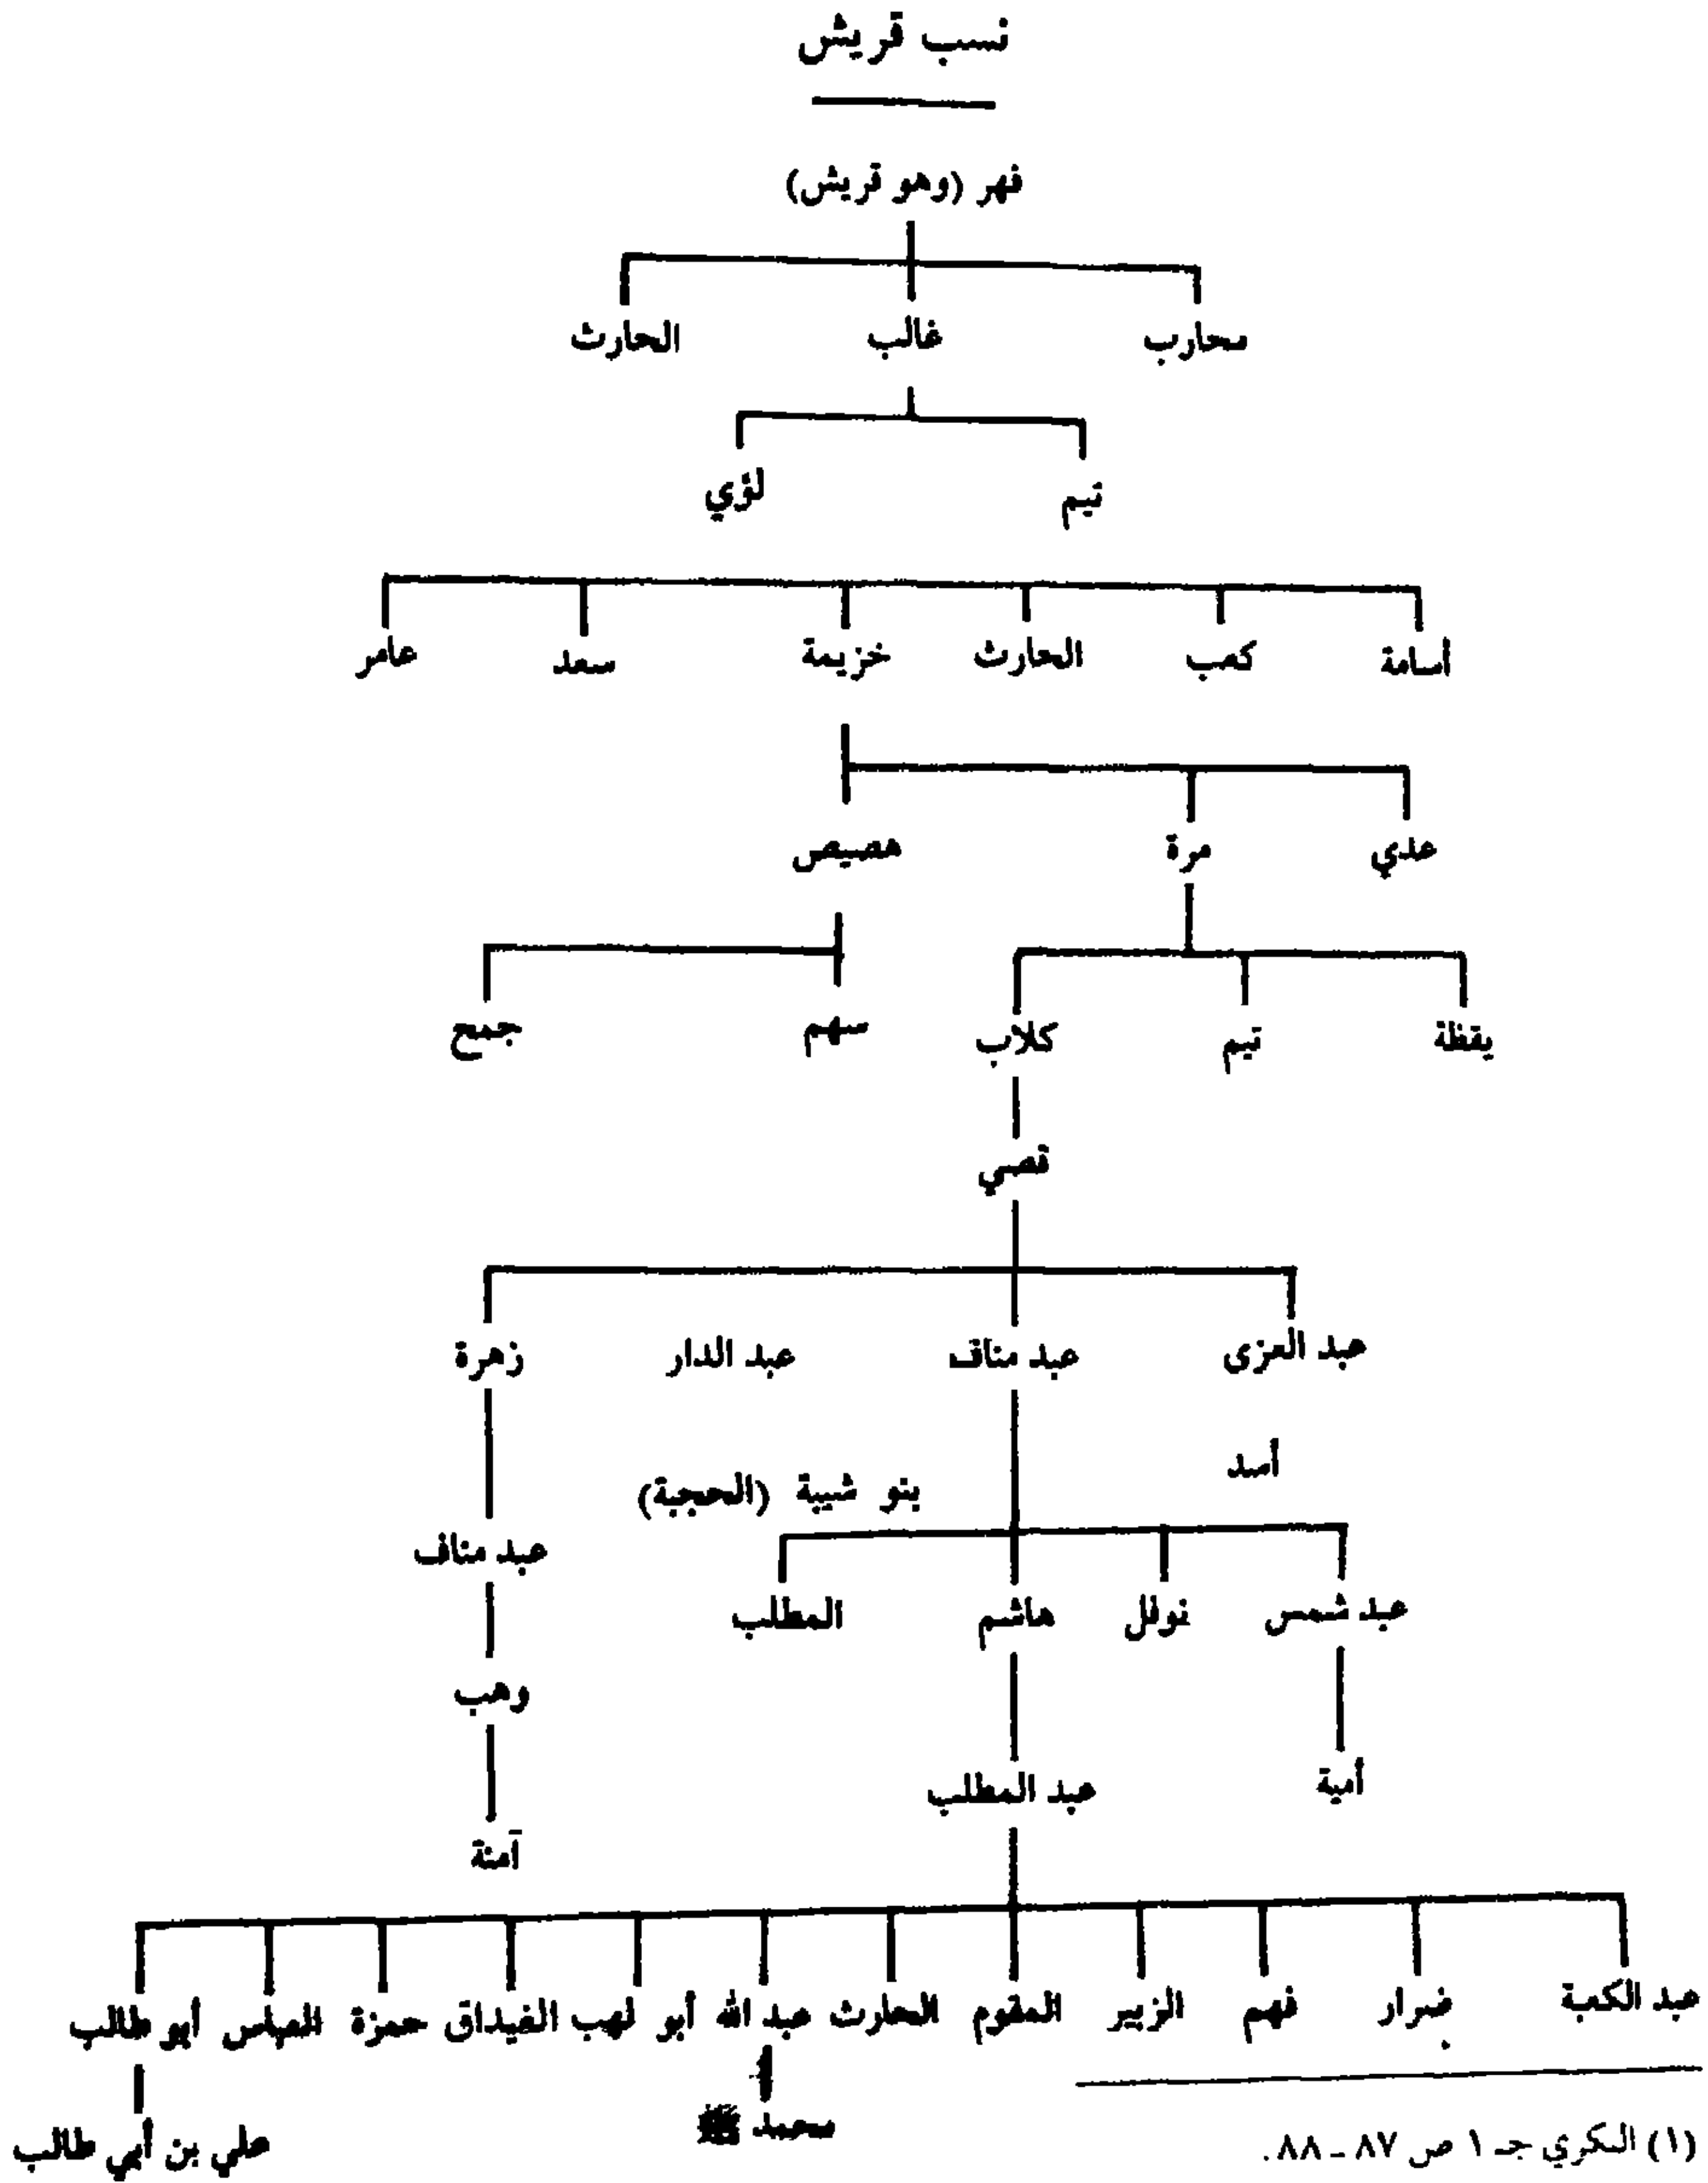 نسب قريش
فهر (وهو قريش)
محارب غالب الحارث
تيم لؤي
أسامة كعب الحارث خزيمة سعد عامر
عدي مرة هصيص
يقظة تيم كلاب سهم جمح
قصي
عبد العزى عبد مناف عبد الدار زهرة
أسد
بنو شيبة (الحجبة)
عبد مناف
عبد شمس نوفل هاشم المطلب
وهب
أمية
عبد المطلب
آمنة
عبد الكعبة ضرار فهم الزبير المقوم الحارث عبد الله أبو لهب الغيداق حمزة العباس أبو طالب
محمد ﷺ علي بن أبي طالب
(١) البكري جـ ١ ص ٨٧ ـ ٨٨.